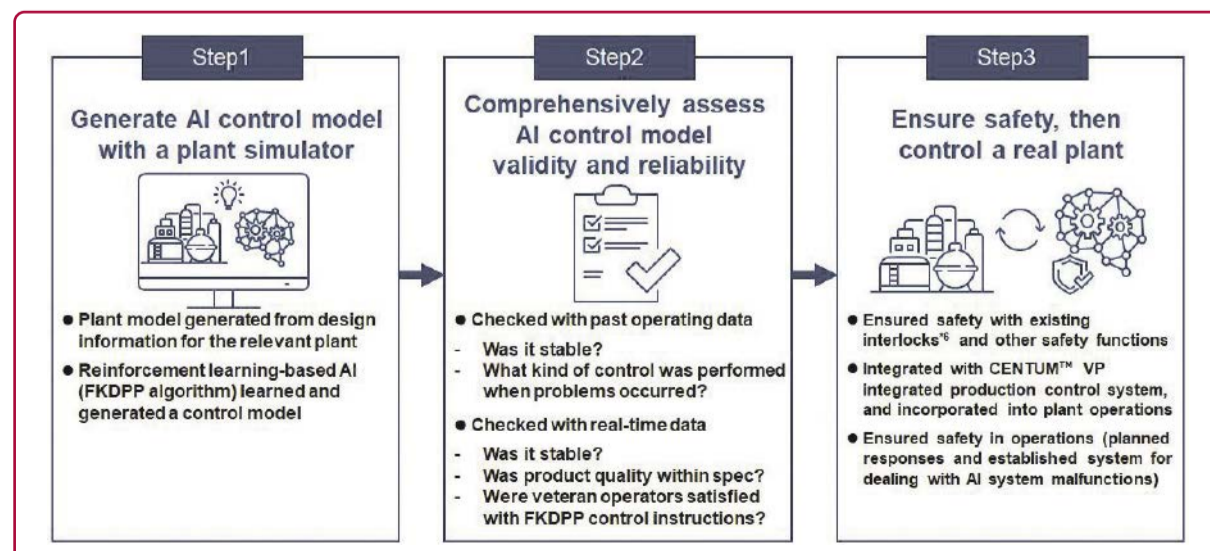 Step1
Generate AI control model
with a plant simulator
● Plant model generated from design
information for the relevant plant
● Reinforcement learning-based AI
(FKDPP algorithm) learned and
generated a control model
Step2
Comprehensively assess
AI control model
validity and reliability
● Checked with past operating data
- Was it stable?
- What kind of control was performed
when problems occurred?
● Checked with real-time data
- Was it stable?
- Was product quality within spec?
- Were veteran operators satisfied
with FKDPP control instructions?
Step3
Ensure safety, then
control a real plant
● Ensured safety with existing
interlocks*6 and other safety functions
● Integrated with CENTUM™ VP
integrated production control system,
and incorporated into plant operations
● Ensured safety in operations (planned
responses and established system for
dealing with AI system malfunctions)